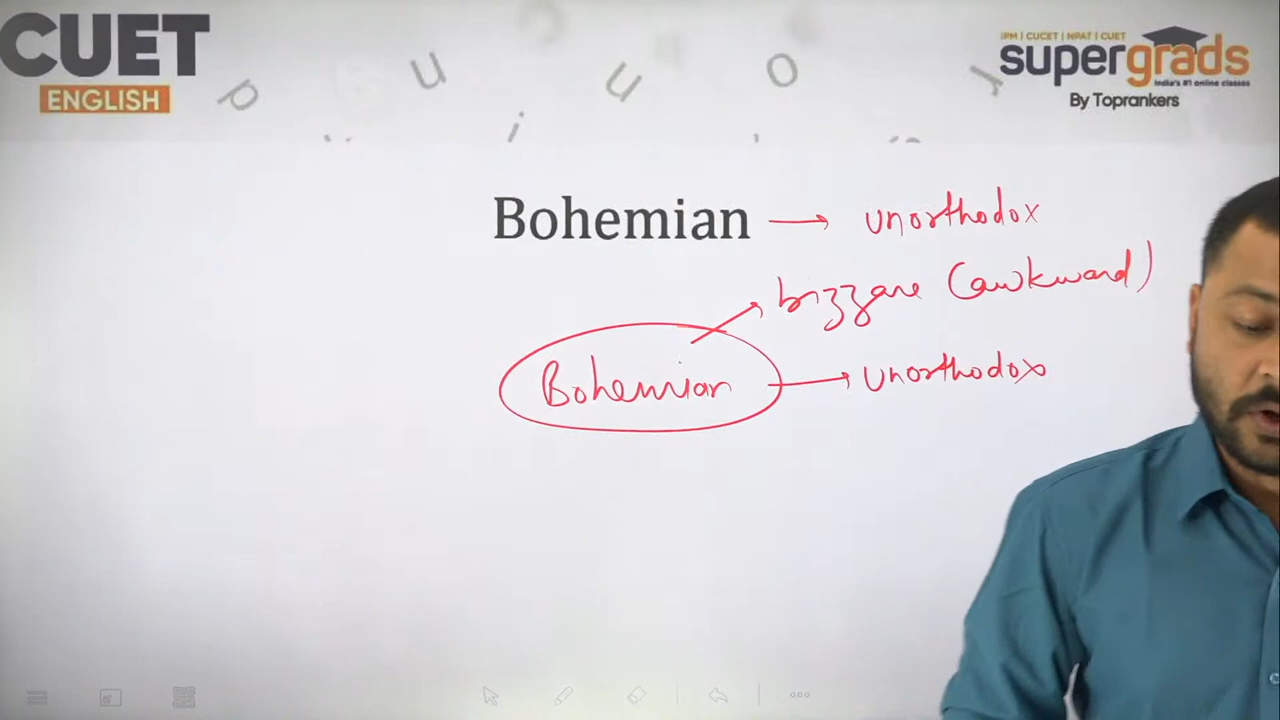 CUET
ENGLISH
IPM | CUCET | NPAT | CUET
supergrads
India's #1 online classes
By Toprankers
p u u o r
i
Bohemian → unorthodox
bizzare (awkward)
Bohemian → unorthodox